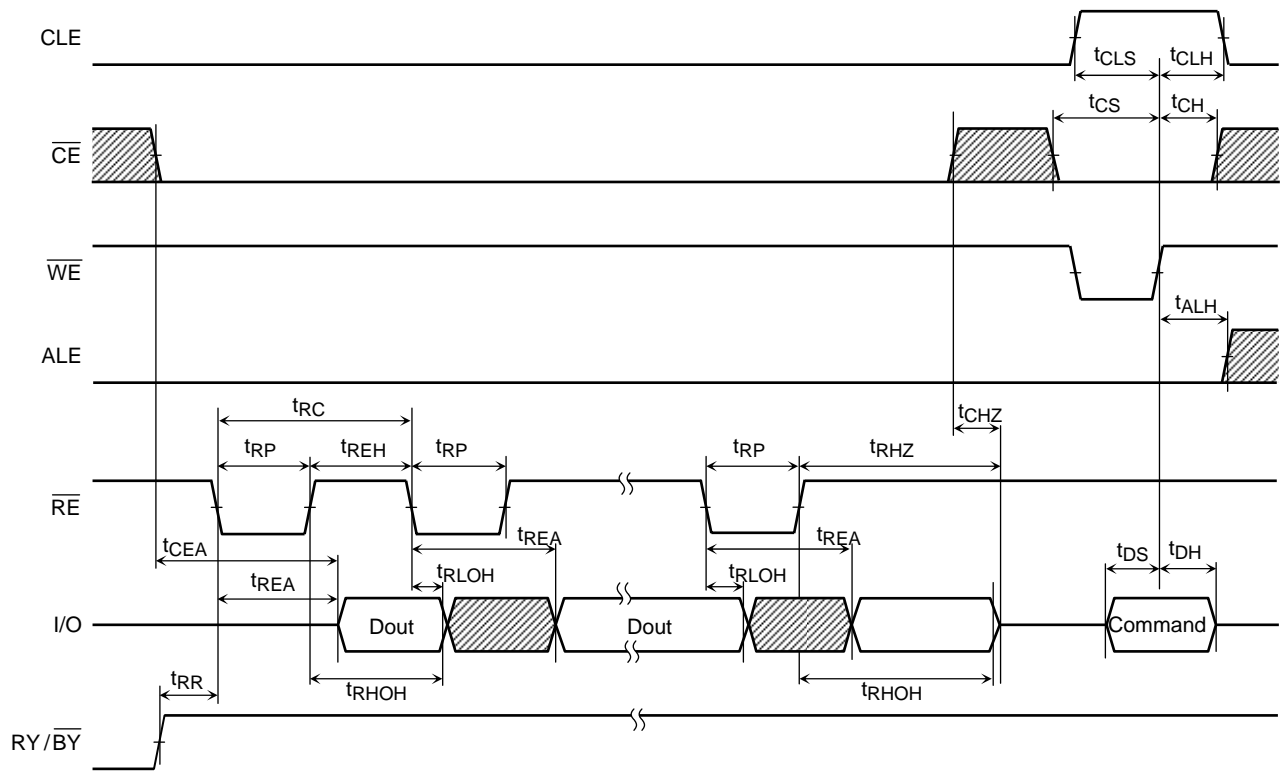 CLE
tCLS tCLH
tCS tCH
CE
WE
tALH
ALE
tRC
tCHZ
tRP tREH tRP tRP tRHZ
RE
tCEA tREA tREA
tREA tRLOH tRLOH tDS tDH
I/O Dout Dout Command
tRR tRHOH tRHOH
RY/BY